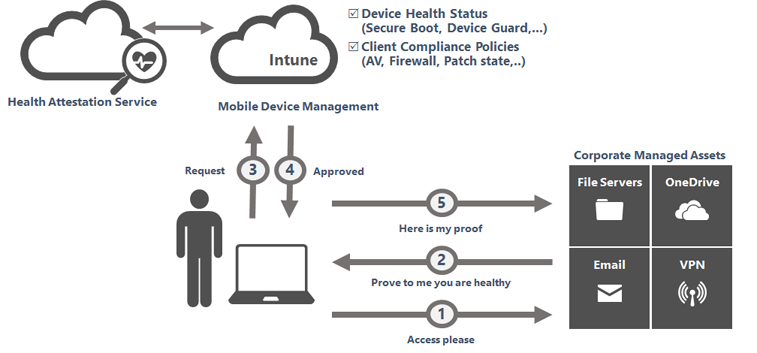 Device Health Status
(Secure Boot, Device Guard,...)
Client Compliance Policies
(AV, Firewall, Patch state,..)
Intune
Health Attestation Service
Mobile Device Management
Request
3
4
Approved
Corporate Managed Assets
File Servers
OneDrive
5
Here is my proof
2
Prove to me you are healthy
Email
VPN
1
Access please